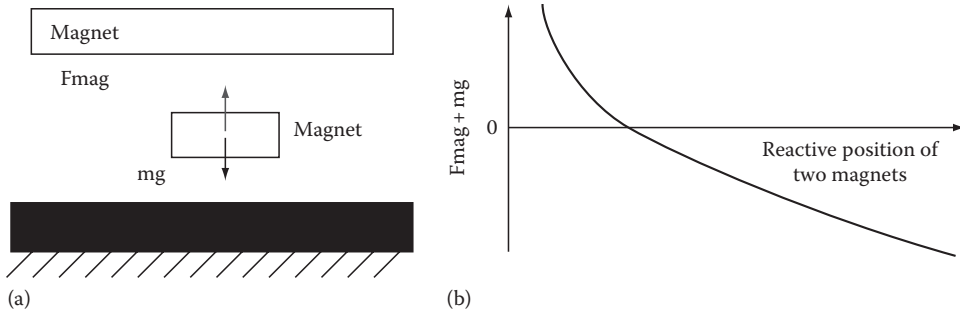 Magnet
Fmag
Magnet
mg
(a)
Fmag + mg
0
Reactive position of
two magnets
(b)